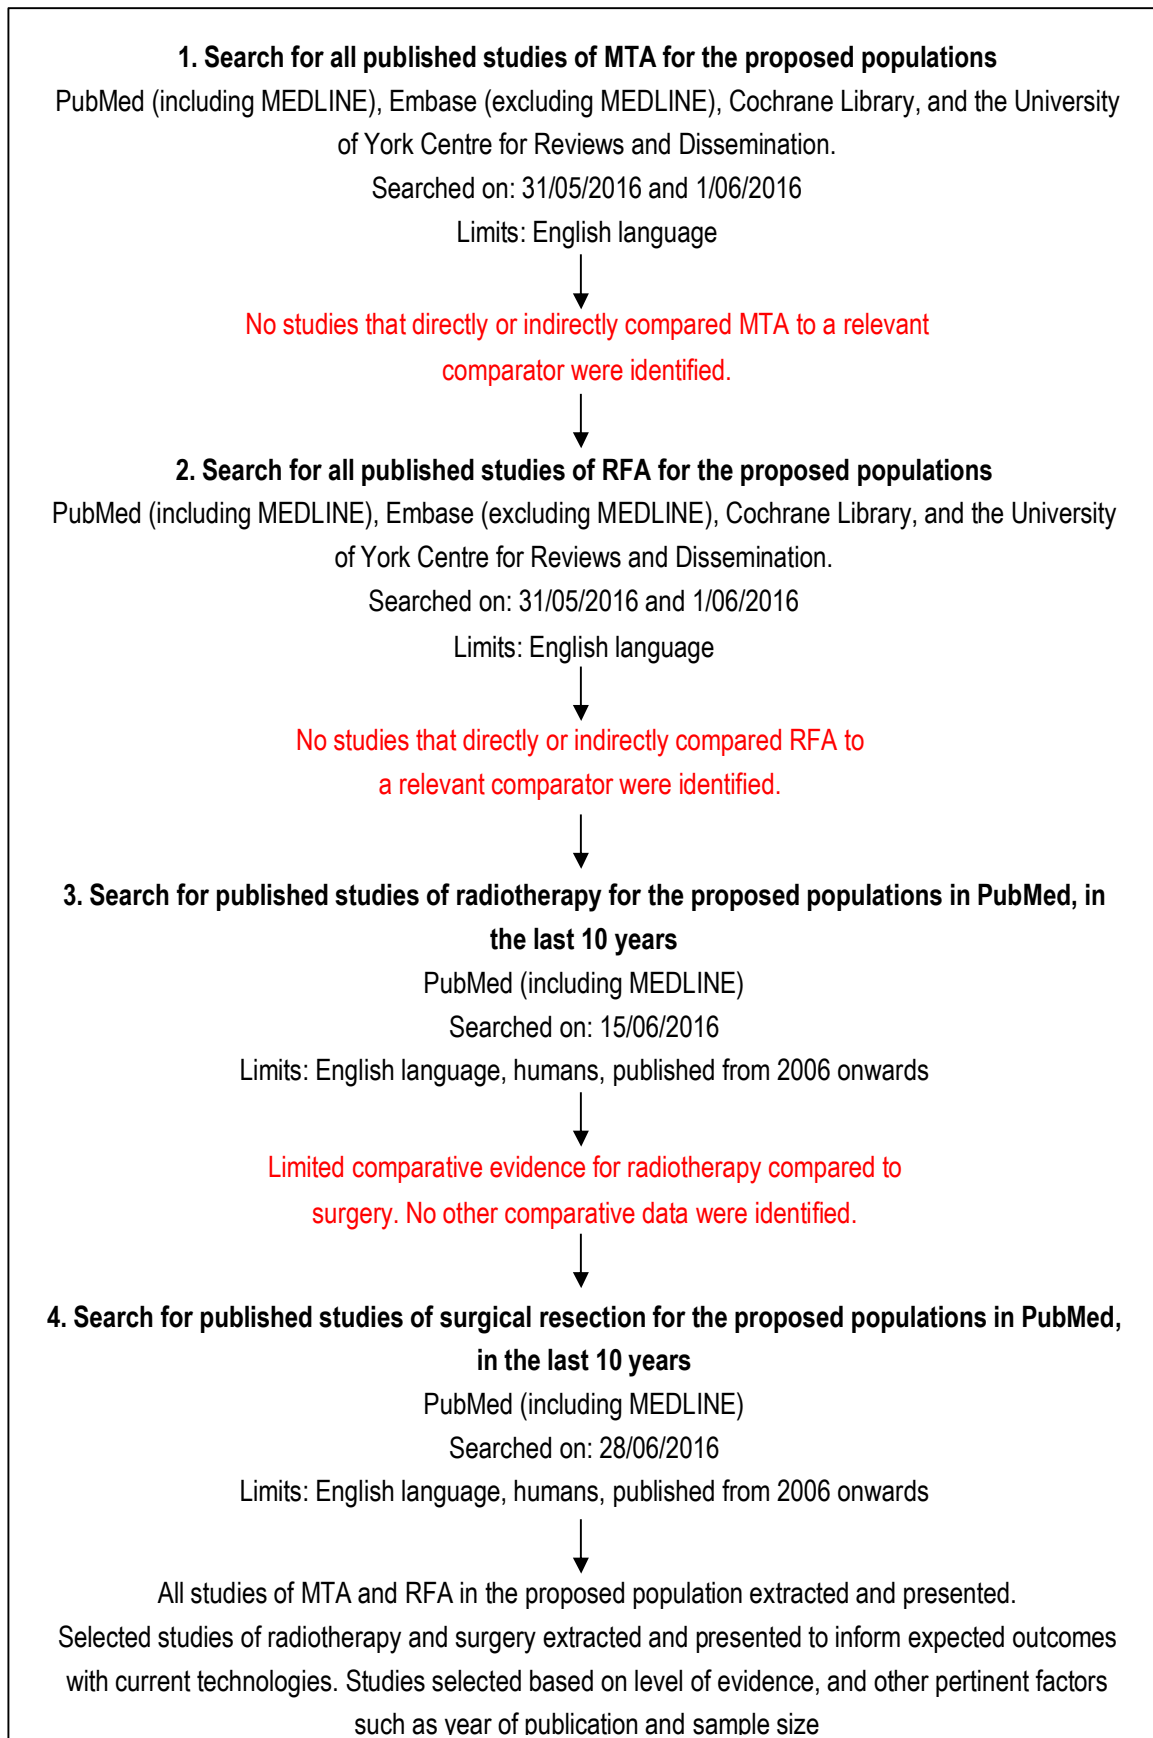 1. Search for all published studies of MTA for the proposed populations
PubMed (including MEDLINE), Embase (excluding MEDLINE), Cochrane Library, and the University
of York Centre for Reviews and Dissemination.
Searched on: 31/05/2016 and 1/06/2016
Limits: English language
No studies that directly or indirectly compared MTA to a relevant
comparator were identified.
2. Search for all published studies of RFA for the proposed populations
PubMed (including MEDLINE), Embase (excluding MEDLINE), Cochrane Library, and the University
of York Centre for Reviews and Dissemination.
Searched on: 31/05/2016 and 1/06/2016
Limits: English language
No studies that directly or indirectly compared RFA to
a relevant comparator were identified.
3. Search for published studies of radiotherapy for the proposed populations in PubMed, in
the last 10 years
PubMed (including MEDLINE)
Searched on: 15/06/2016
Limits: English language, humans, published from 2006 onwards
Limited comparative evidence for radiotherapy compared to
surgery. No other comparative data were identified.
4. Search for published studies of surgical resection for the proposed populations in PubMed,
in the last 10 years
PubMed (including MEDLINE)
Searched on: 28/06/2016
Limits: English language, humans, published from 2006 onwards
All studies of MTA and RFA in the proposed population extracted and presented.
Selected studies of radiotherapy and surgery extracted and presented to inform expected outcomes
with current technologies. Studies selected based on level of evidence, and other pertinent factors
such as year of publication and sample size